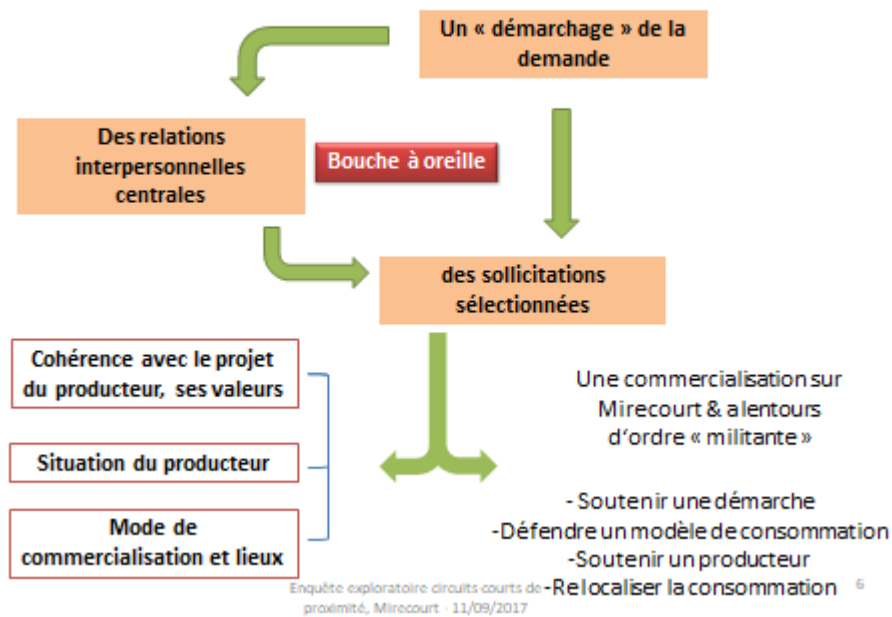 Un « démarchage » de la
demande
Des relations
interpersonnelles
centrales
Bouche à oreille
des sollicitations
sélectionnées
Cohérence avec le projet
du producteur, ses valeurs
Situation du producteur
Mode de
commercialisation et lieux
Une commercialisation sur
Mirecourt & alentours
d'ordre « militante »
- Soutenir une démarche
-Défendre un modèle de consommation
-Soutenir un producteur
-Relocaliser la consommation
Enquête exploratoire circuits courts de
proximité, Mirecourt - 11/09/2017
6